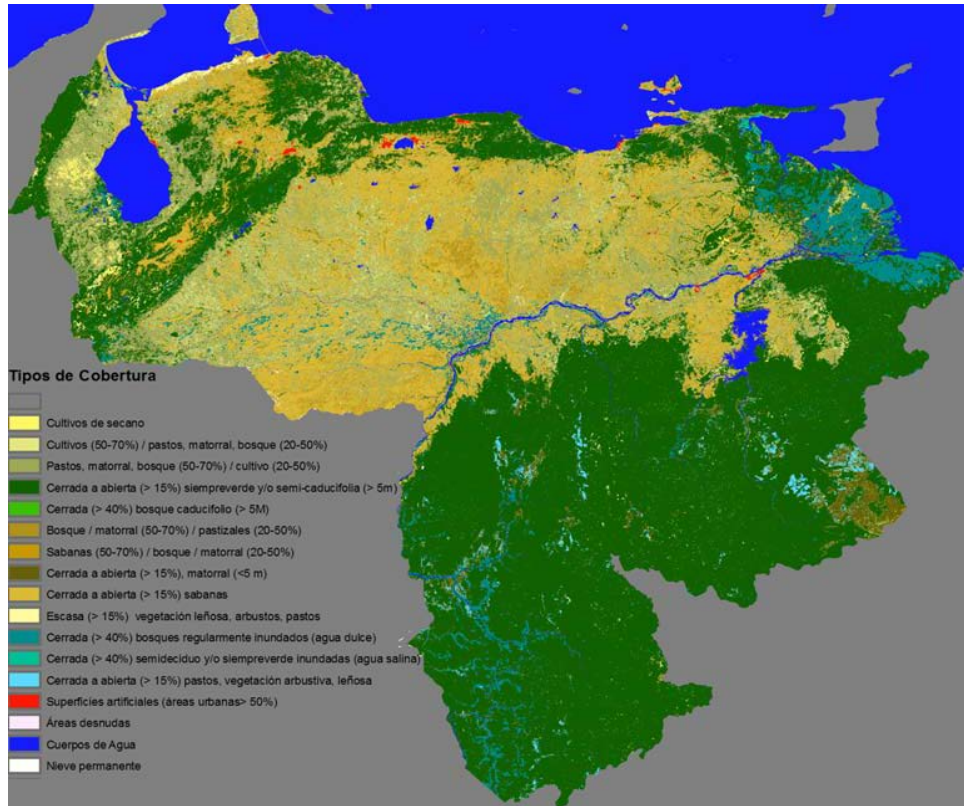 Tipos de Cobertura
Cultivos de secano
Cultivos (50-70%) / pastos, matorral, bosque (20-50%)
Pastos, matorral, bosque (50-70%) / cultivo (20-50%)
Cerrada a abierta (> 15%) siempreverde y/o semi-caducifolia (> 5m)
Cerrada (> 40%) bosque caducifolio (> 5M)
Bosque / matorral (50-70%) / pastizales (20-50%)
Sabanas (50-70%) / bosque / matorral (20-50%)
Cerrada a abierta (> 15%), matorral (<5 m)
Cerrada a abierta (> 15%) sabanas
Escasa (> 15%) vegetación leñosa, arbustos, pastos
Cerrada (> 40%) bosques regularmente inundados (agua dulce)
Cerrada (> 40%) semideciduo y/o siempreverde inundadas (agua salina)
Cerrada a abierta (> 15%) pastos, vegetación arbustiva, leñosa
Superficies artificiales (áreas urbanas> 50%)
Áreas desnudas
Cuerpos de Agua
Nieve permanente